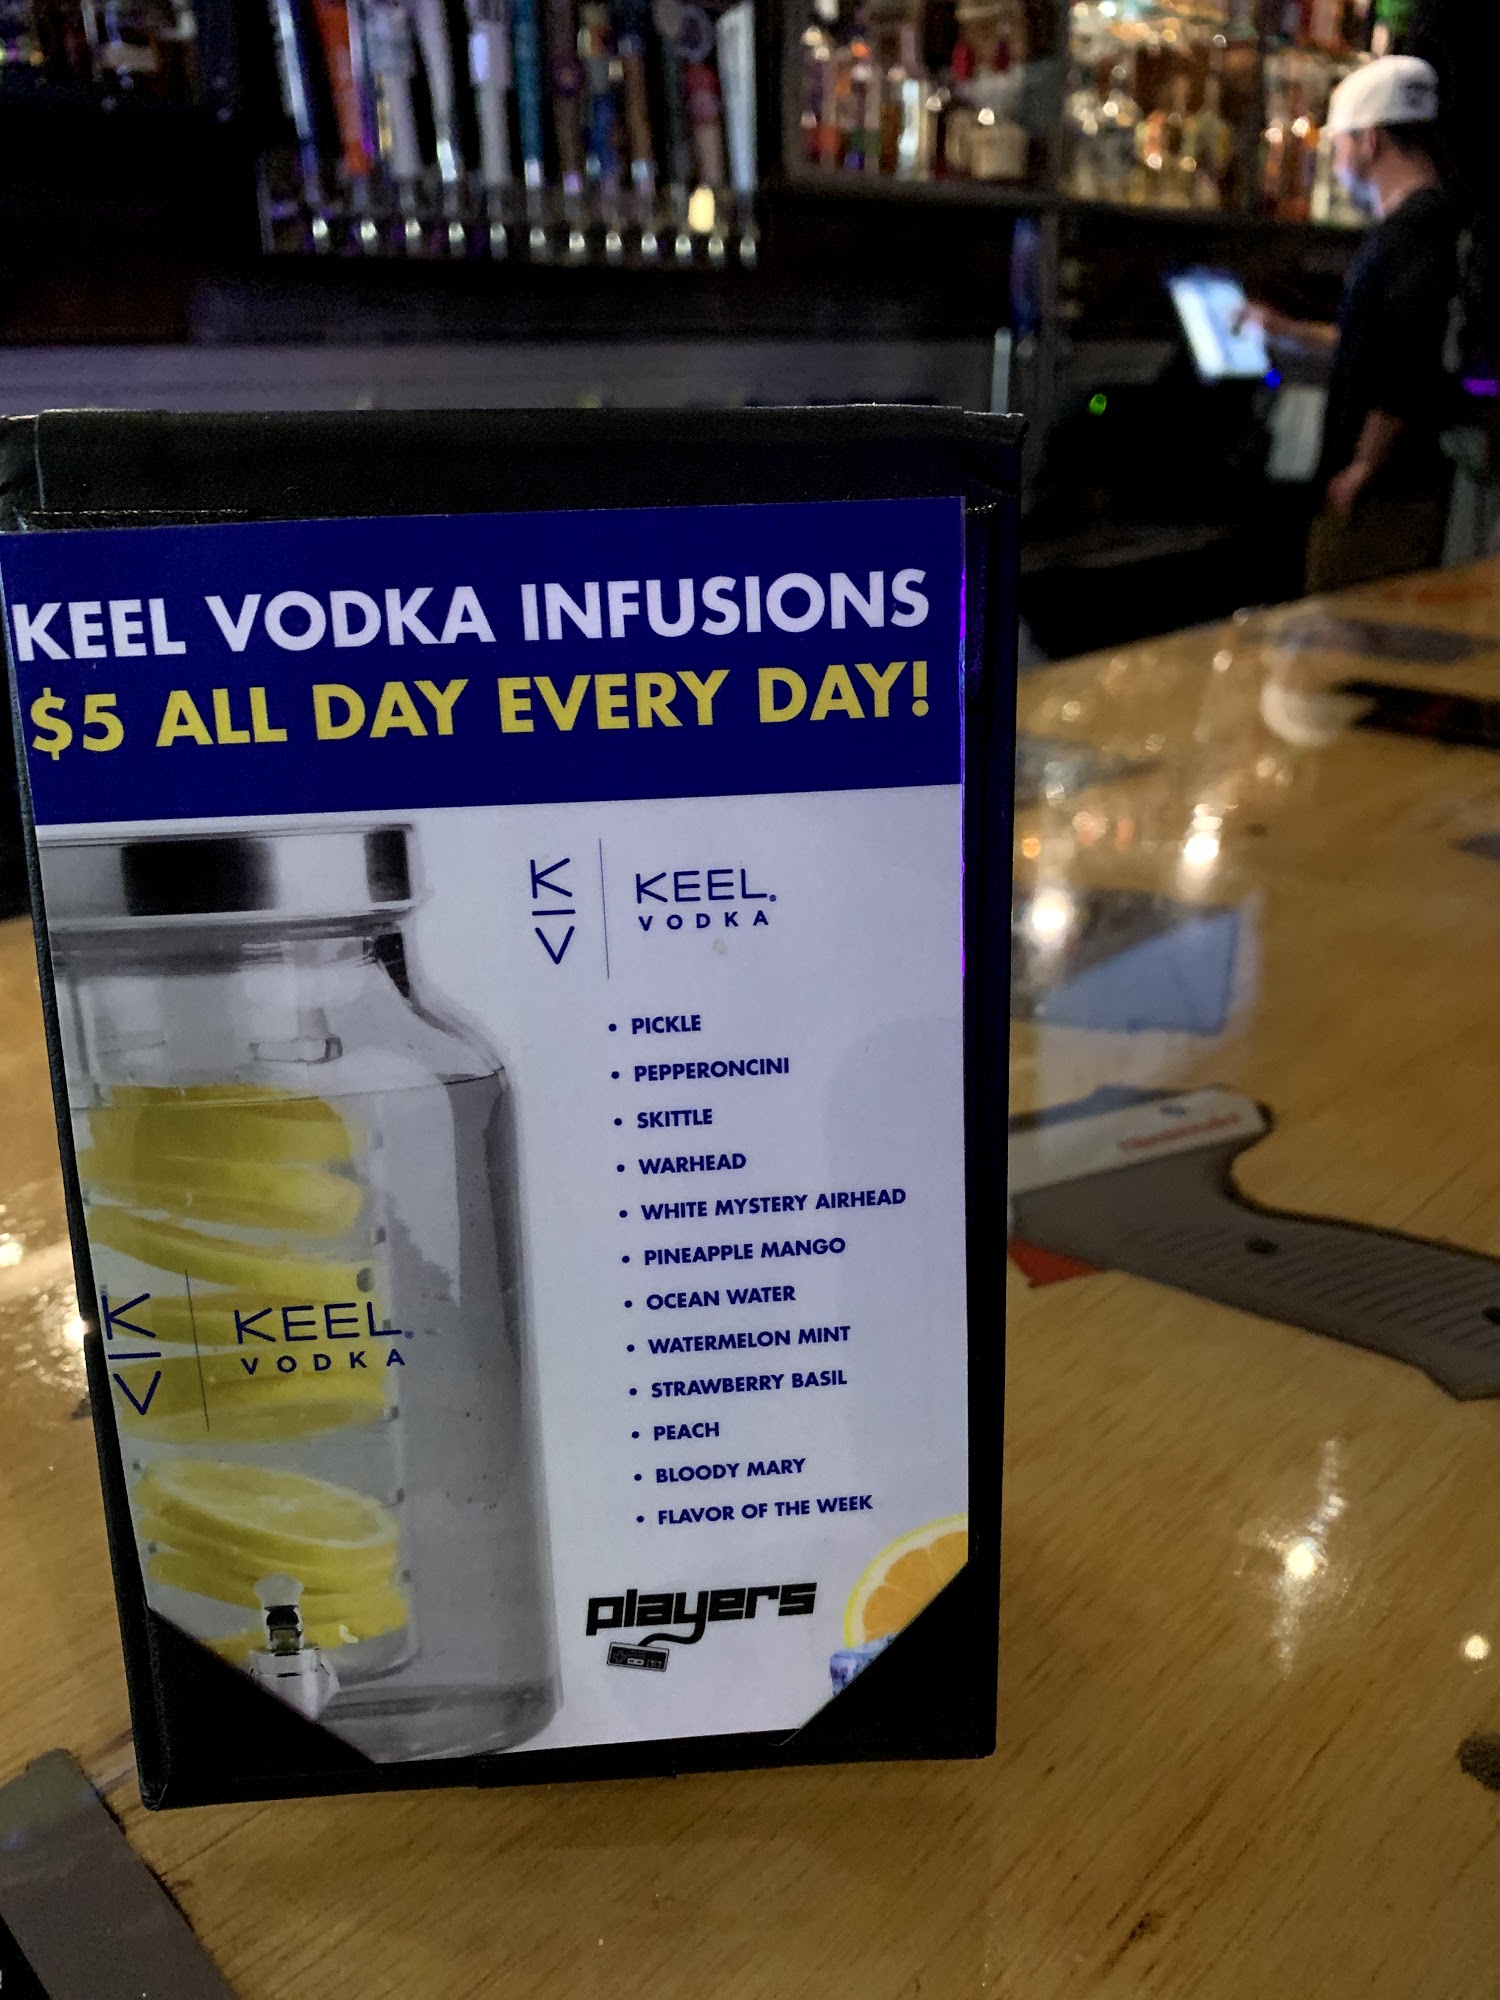 KEEL VODKA INFUSIONS
$5 ALL DAY EVERY DAY!
K
V
KEEL®
VODKA
• PICKLE
• PEPPERONCINI
• SKITTLE
• WARHEAD
• WHITE MYSTERY AIRHEAD
• PINEAPPLE MANGO
• OCEAN WATER
• WATERMELON MINT
• STRAWBERRY BASIL
• PEACH
• BLOODY MARY
• FLAVOR OF THE WEEK
K
V
KEEL®
VODKA
players